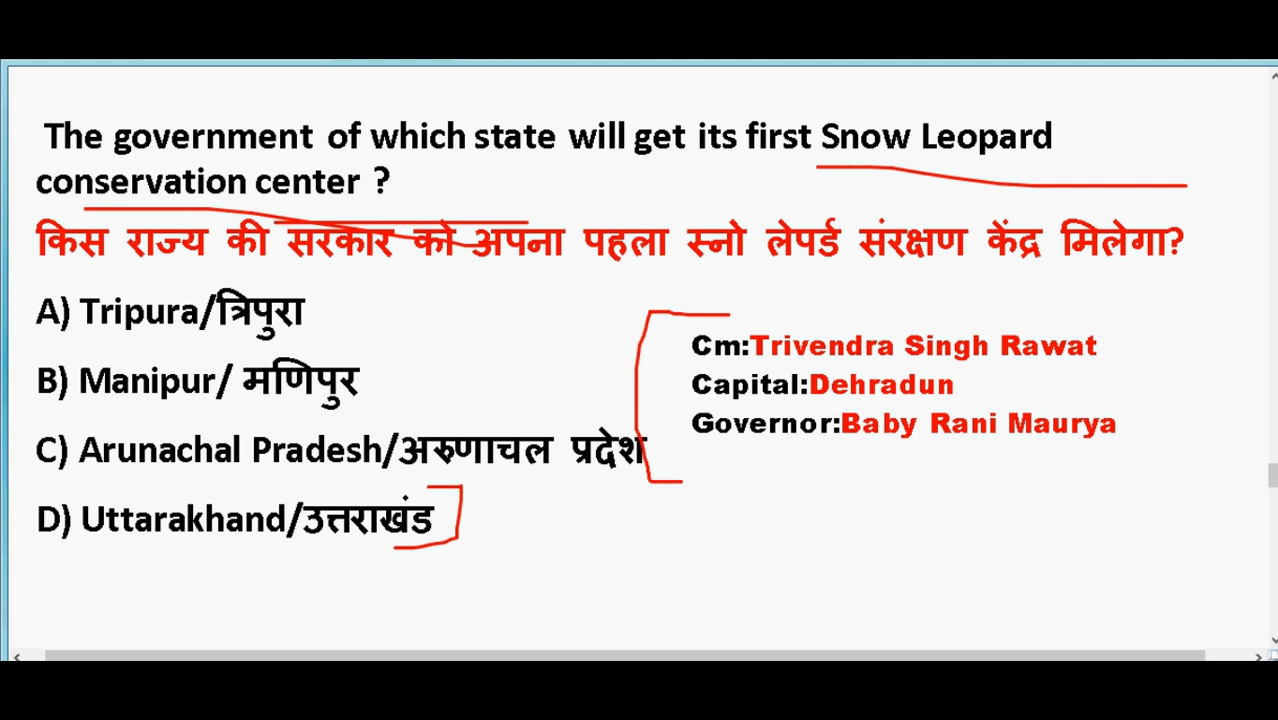 The government of which state will get its first Snow Leopard
conservation center ?
किस राज्य की सरकार को अपना पहला स्नो लेपर्ड संरक्षण केंद्र मिलेगा?
A) Tripura/त्रिपुरा
B) Manipur/ मणिपुर
C) Arunachal Pradesh/अरुणाचल प्रदेश
D) Uttarakhand/उत्तराखंड
Cm:Trivendra Singh Rawat
Capital:Dehradun
Governor:Baby Rani Maurya